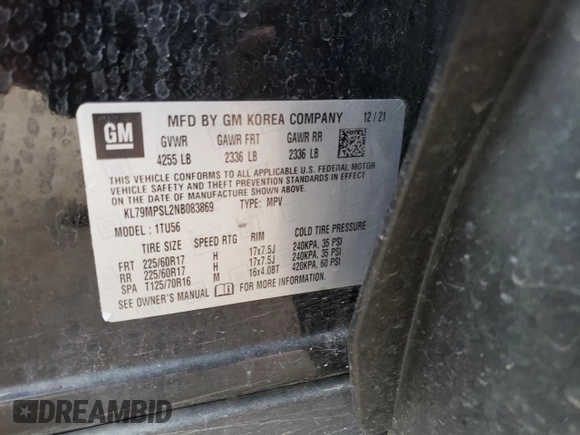 GM
MFD BY GM KOREA COMPANY 12/21
GVWR GAWR FRT GAWR RR
4255 LB 2336 LB 2336 LB
THIS VEHICLE CONFORMS TO ALL APPLICABLE U.S. FEDERAL MOTOR
VEHICLE SAFETY AND THEFT PREVENTION STANDARDS IN EFFECT
ON THE DATE OF MANUFACTURE SHOWN ABOVE.
KL79MPSL2NB083869 TYPE: MPV
MODEL: 1TU56
TIRE SIZE SPEED RTG RIM COLD TIRE PRESSURE
FRT 225/60R17 H 17x7.5J 240KPA, 35 PSI
RR 225/60R17 H 17x7.5J 240KPA, 35 PSI
SPA T125/70R16 M 16x4.0BT 420KPA, 60 PSI
SEE OWNER'S MANUAL FOR MORE INFORMATION
DREAMBID